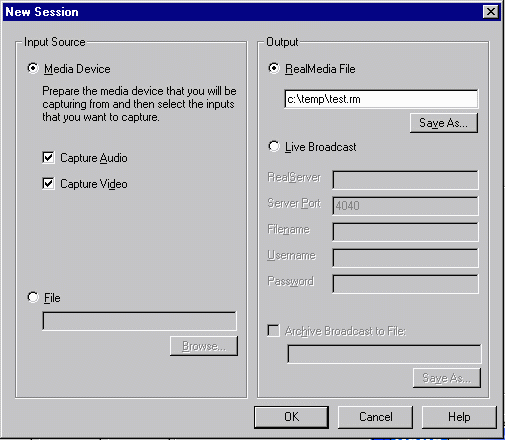 New Session
Input Source
Media Device
Prepare the media device that you will be
capturing from and then select the inputs
that you want to capture.
Capture Audio
Capture Video
File
Browse...
Output
RealMedia File
c:\temp\test.rm
Save As...
Live Broadcast
RealServer
Server Port
4040
Filename
Username
Password
Archive Broadcast to File:
Save As...
OK
Cancel
Help